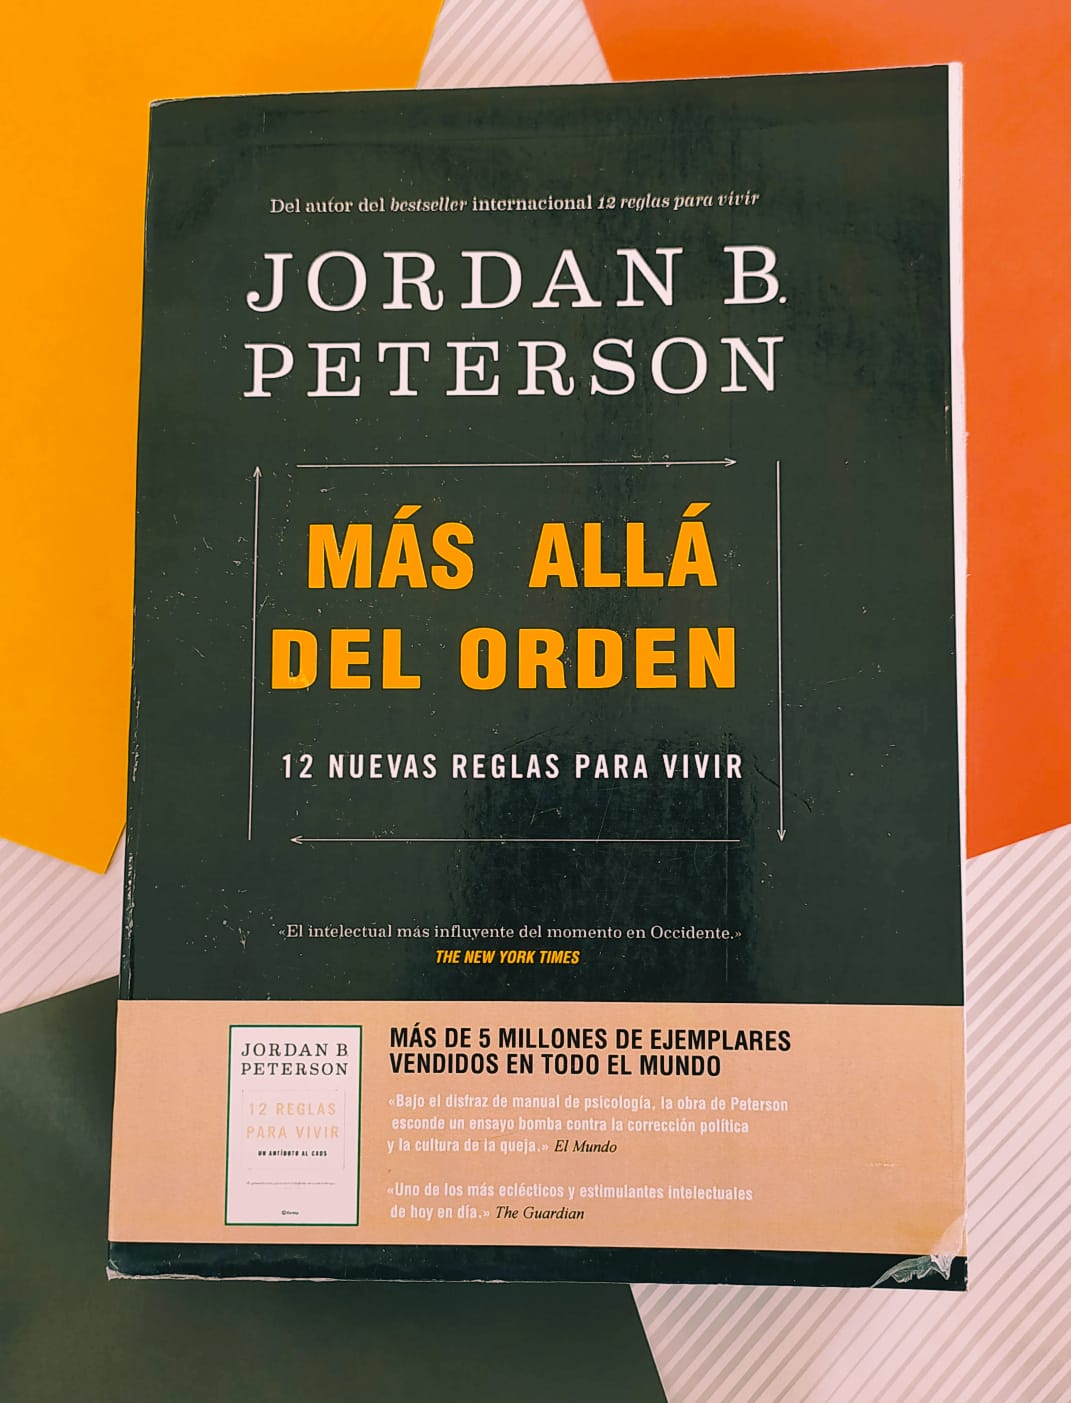 Del autor del bestseller internacional 12 reglas para vivir
JORDAN B.
PETERSON
MÁS ALLÁ
DEL ORDEN
12 NUEVAS REGLAS PARA VIVIR
«El intelectual más influyente del momento en Occidente.»
THE NEW YORK TIMES
JORDAN B.
PETERSON
12 REGLAS
PARA VIVIR
UN ANTÍDOTO AL CAOS
MÁS DE 5 MILLONES DE EJEMPLARES
VENDIDOS EN TODO EL MUNDO
«Bajo el disfraz de manual de psicología, la obra de Peterson
esconde un ensayo bomba contra la corrección política
y la cultura de la queja.» El Mundo
«Uno de los más eclécticos y estimulantes intelectuales
de hoy en día.» The Guardian